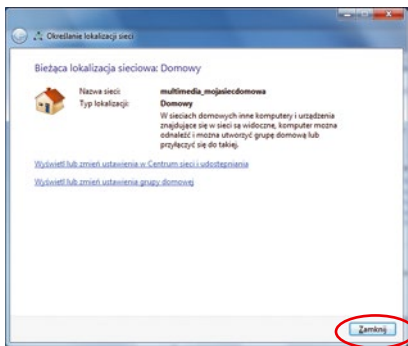 Określanie lokalizacji sieci
Bieżąca lokalizacja sieciowa: Domowy
Nazwa sieci: multimedia_mojasiecdomowa
Typ lokalizacji: Domowy
W sieciach domowych inne komputery i urządzenia
znajdujące się w sieci są widoczne, komputer można
odnaleźć i można utworzyć grupę domową lub
przyłączyć się do takiej.
Wyświetl lub zmień ustawienia w Centrum sieci i udostępniania
Wyświetl lub zmień ustawienia grupy domowej
Zamknij